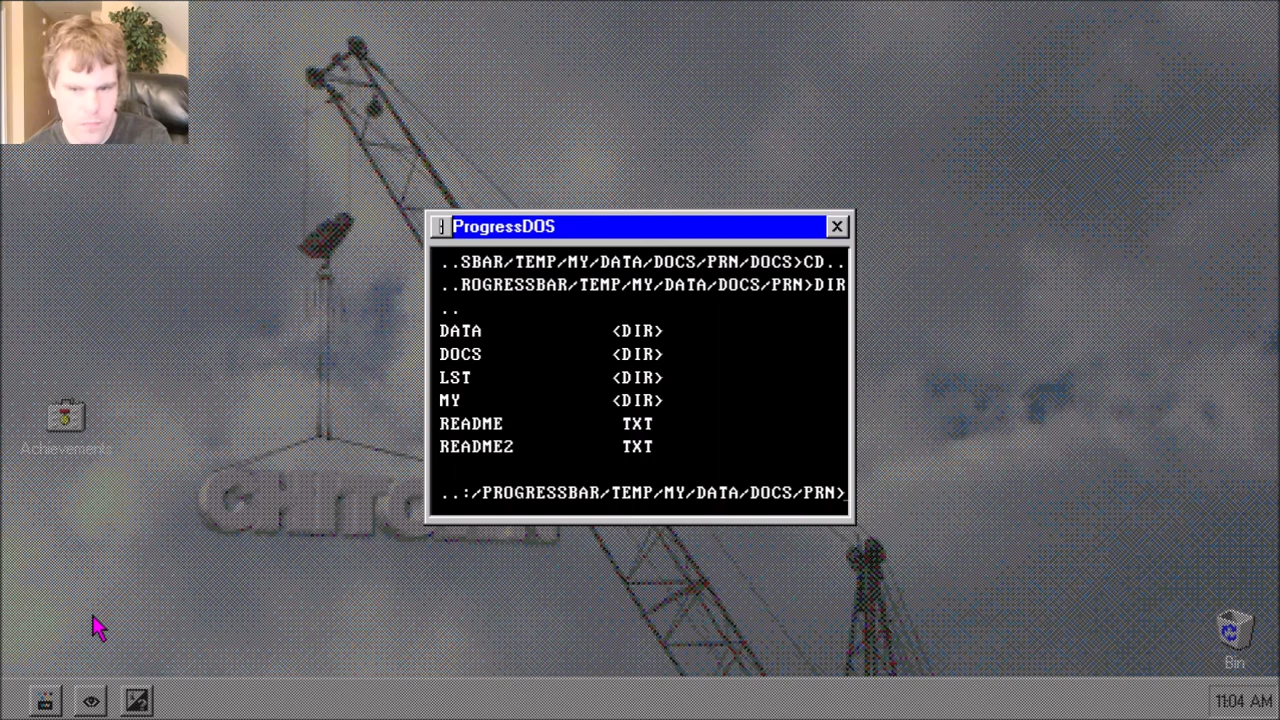 ProgressDOS
..SBAR/TEMP/MY/DATA/DOCS/PRN/DOCS>CD..
..ROGRESSBAR/TEMP/MY/DATA/DOCS/PRN>DIR
..
DATA <DIR>
DOCS <DIR>
LST <DIR>
MY <DIR>
README TXT
README2 TXT
..:/PROGRESSBAR/TEMP/MY/DATA/DOCS/PRN>_
Achievements
Bin
11:04 AM